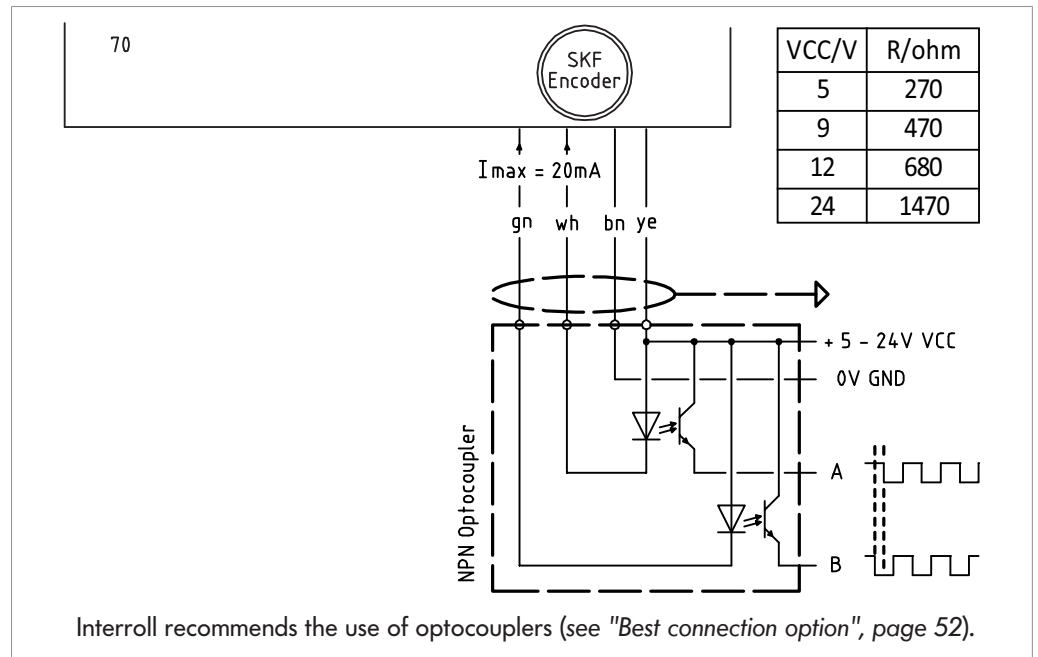 70
SKF
Encoder
VCC/V R/ohm
5 270
9 470
12 680
24 1470
Imax = 20mA
gn wh bn ye
+ 5 – 24V VCC
0V GND
NPN Optocoupler
A
B
Interroll recommends the use of optocouplers (see "Best connection option", page 52).